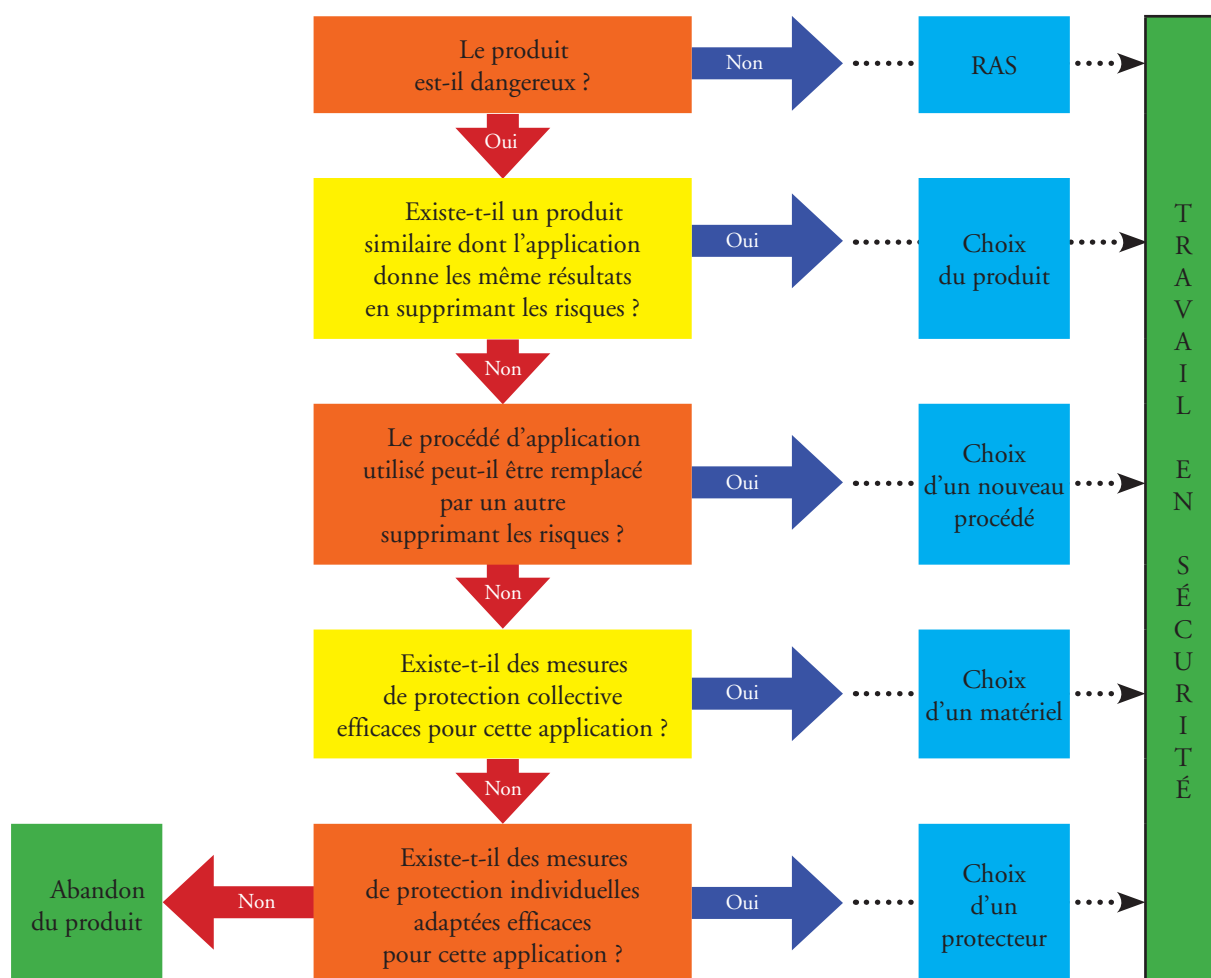 Le produit
est-il dangereux ?
Non
RAS
Oui
Existe-t-il un produit
similaire dont l'application
donne les même résultats
en supprimant les risques ?
Oui
Choix
du produit
Non
Le procédé d'application
utilisé peut-il être remplacé
par un autre
supprimant les risques ?
Oui
Choix
d'un nouveau
procédé
Non
Existe-t-il des mesures
de protection collective
efficaces pour cette application ?
Oui
Choix
d'un matériel
Non
Existe-t-il des mesures
de protection individuelles
adaptées efficaces
pour cette application ?
Non
Abandon
du produit
Oui
Choix
d'un
protecteur
TRAVAIL EN SÉCURITÉ